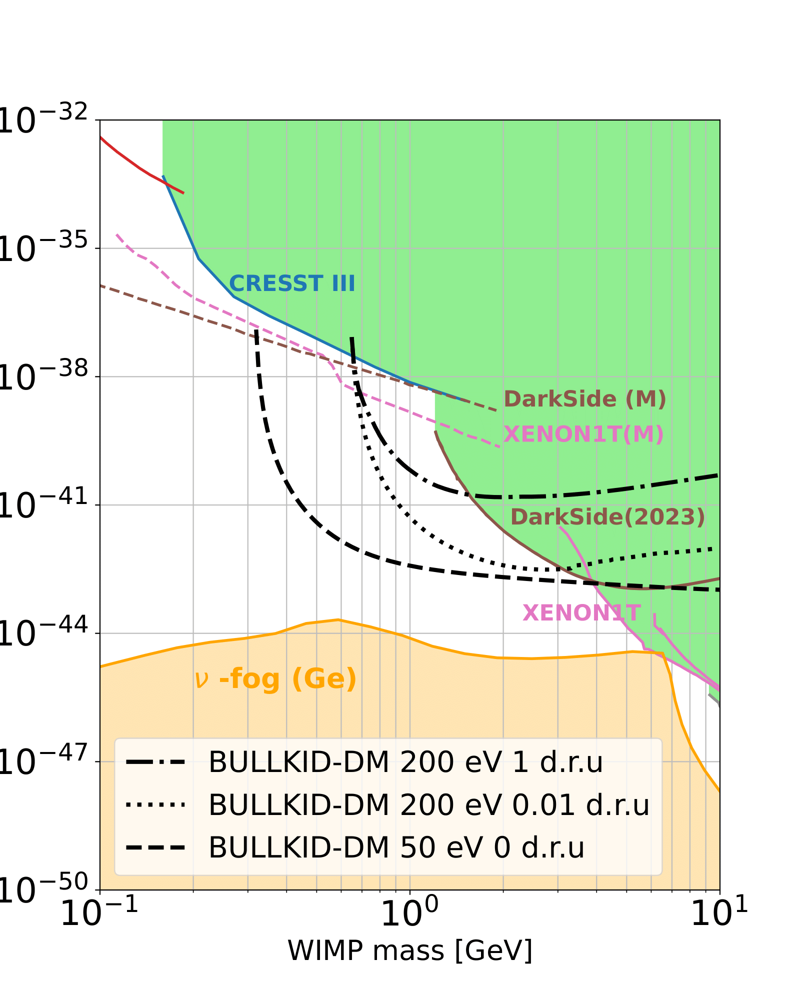 10⁻³²
10⁻³⁵
CRESST III
10⁻³⁸
DarkSide (M)
XENON1T(M)
10⁻⁴¹
DarkSide(2023)
XENON1T
10⁻⁴⁴
ν -fog (Ge)
10⁻⁴⁷
BULLKID-DM 200 eV 1 d.r.u
BULLKID-DM 200 eV 0.01 d.r.u
BULLKID-DM 50 eV 0 d.r.u
10⁻⁵⁰
10⁻¹ 10⁰ 10¹
WIMP mass [GeV]